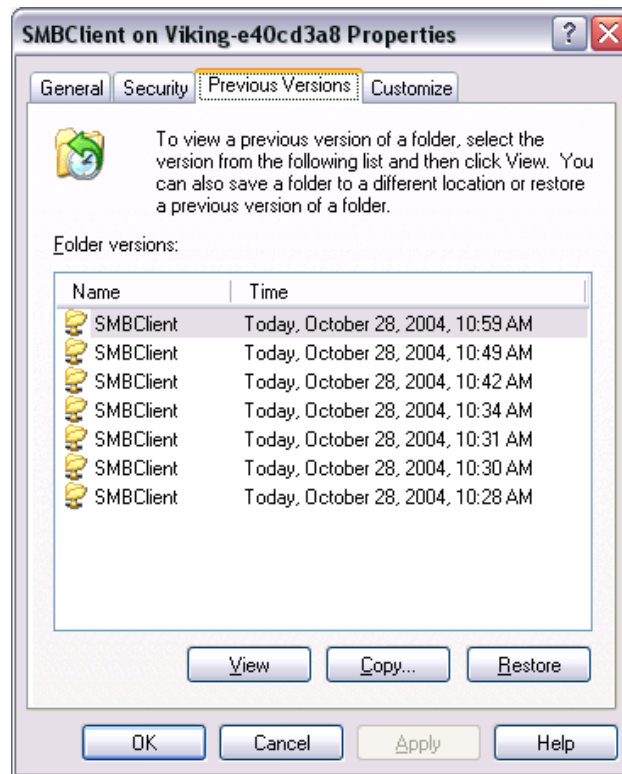 SMBClient on Viking-e40cd3a8 Properties
General Security Previous Versions Customize
To view a previous version of a folder, select the
version from the following list and then click View. You
can also save a folder to a different location or restore
a previous version of a folder.
Folder versions:
Name Time
SMBClient Today, October 28, 2004, 10:59 AM
SMBClient Today, October 28, 2004, 10:49 AM
SMBClient Today, October 28, 2004, 10:42 AM
SMBClient Today, October 28, 2004, 10:34 AM
SMBClient Today, October 28, 2004, 10:31 AM
SMBClient Today, October 28, 2004, 10:30 AM
SMBClient Today, October 28, 2004, 10:28 AM
View Copy... Restore
OK Cancel Apply Help